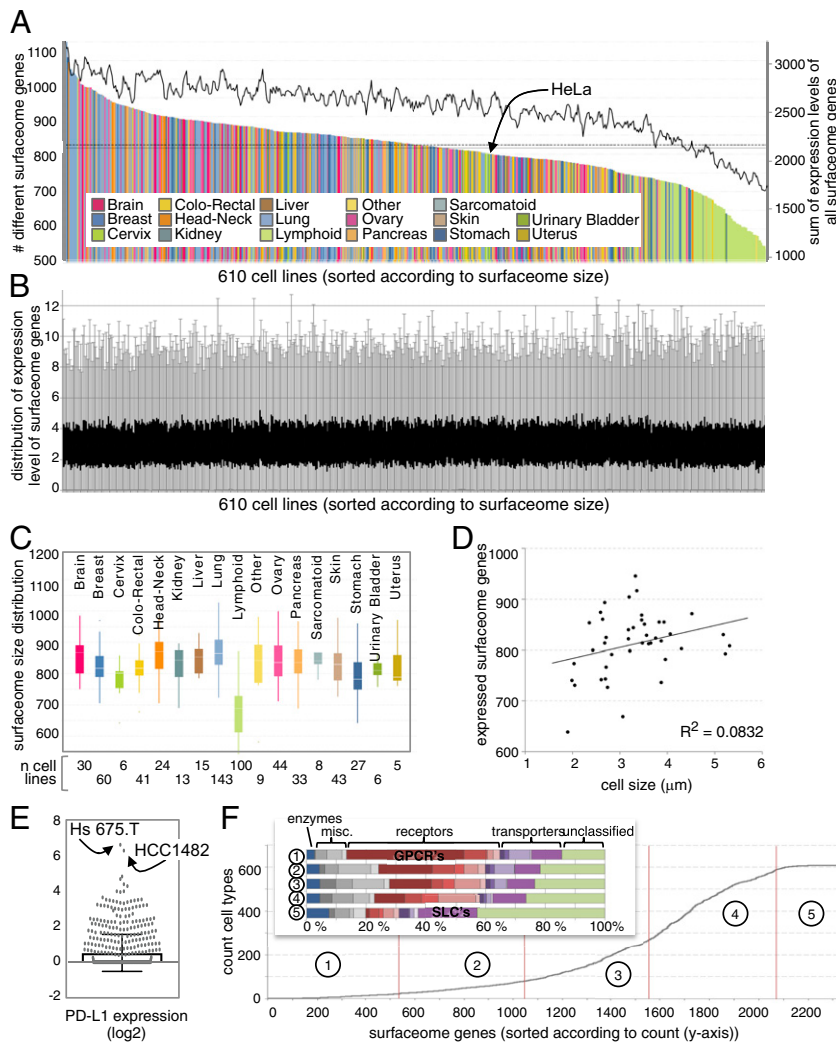 A
# different surfaceome genes
1100
1000
900
800
700
600
500
HeLa
3000
2500
2000
1500
1000
sum of expression levels of
all surfaceome genes
Brain
Breast
Cervix
Colo-Rectal
Head-Neck
Kidney
Liver
Lung
Lymphoid
Other
Ovary
Pancreas
Sarcomatoid
Skin
Stomach
Urinary Bladder
Uterus
610 cell lines (sorted according to surfaceome size)
B
distribution of expression
level of surfaceome genes
12
10
8
6
4
2
0
610 cell lines (sorted according to surfaceome size)
C
surfaceome size distribution
1200
1100
1000
900
800
700
600
Brain
Breast
Cervix
Colo-Rectal
Head-Neck
Kidney
Liver
Lung
Lymphoid
Other
Ovary
Pancreas
Sarcomatoid
Skin
Stomach
Urinary Bladder
Uterus
n cell
lines
30 6 24 15 100 44 8 27 5
60 41 13 143 9 33 43 6
D
expressed surfaceome genes
1000
900
800
700
600
R² = 0.0832
1 2 3 4 5 6
cell size (µm)
E
8
6
4
2
0
-2
Hs 675.T
HCC1482
PD-L1 expression
(log2)
F
count cell types
600
400
200
0
enzymes
misc.
receptors
transporters
unclassified
1 GPCR's
2
3
4
5 SLC's
0 % 20 % 40 % 60 % 80% 100%
1
2
3
4
5
0 200 400 600 800 1000 1200 1400 1600 1800 2000 2200
surfaceome genes (sorted according to count (y-axis))